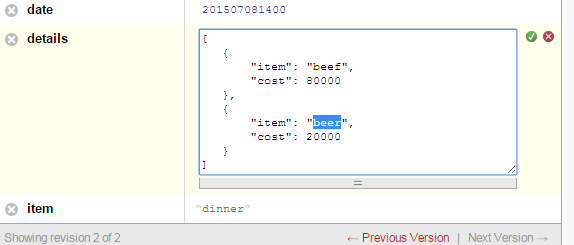 date 201507081400
details
[
{
"item": "beef",
"cost": 80000
},
{
"item": "beer",
"cost": 20000
}
]
item "dinner"
Showing revision 2 of 2 ← Previous Version | Next Version →